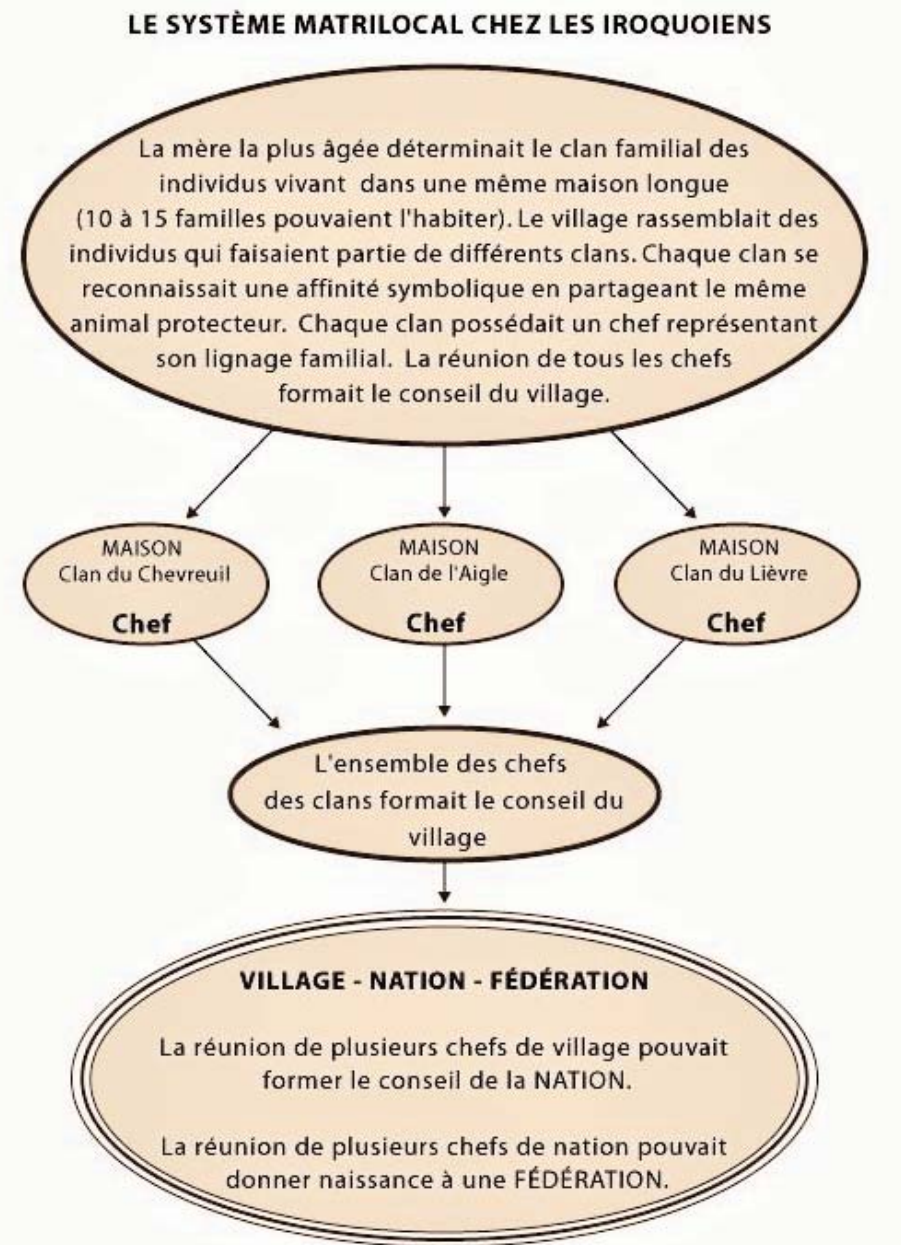 LE SYSTÈME MATRILOCAL CHEZ LES IROQUOIENS
La mère la plus âgée déterminait le clan familial des
individus vivant dans une même maison longue
(10 à 15 familles pouvaient l'habiter). Le village rassemblait des
individus qui faisaient partie de différents clans. Chaque clan se
reconnaissait une affinité symbolique en partageant le même
animal protecteur. Chaque clan possédait un chef représentant
son lignage familial. La réunion de tous les chefs
formait le conseil du village.
MAISON
Clan du Chevreuil
Chef
MAISON
Clan de l'Aigle
Chef
MAISON
Clan du Lièvre
Chef
L'ensemble des chefs
des clans formait le conseil du
village
VILLAGE - NATION - FÉDÉRATION
La réunion de plusieurs chefs de village pouvait
former le conseil de la NATION.
La réunion de plusieurs chefs de nation pouvait
donner naissance à une FÉDÉRATION.